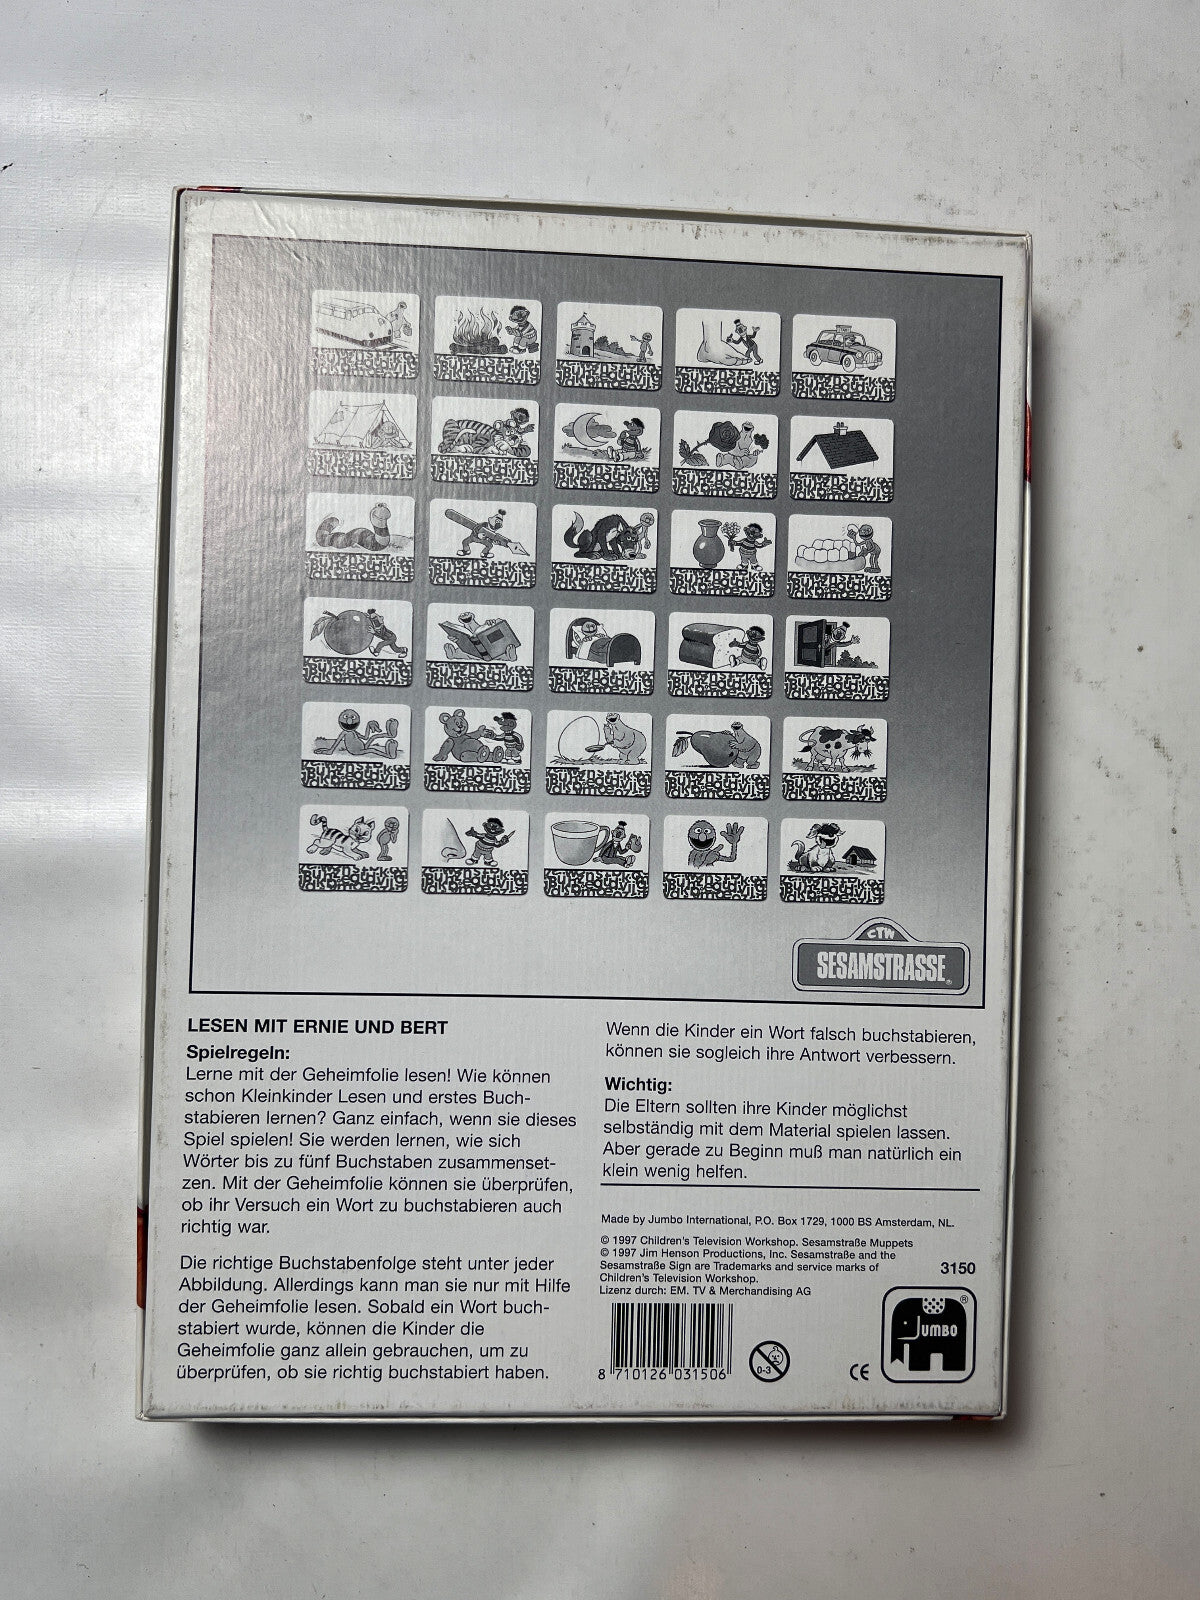 CTW
SESAMSTRASSE
LESEN MIT ERNIE UND BERT
Spielregeln:
Lerne mit der Geheimfolie lesen! Wie können
schon Kleinkinder Lesen und erstes Buch-
stabieren lernen? Ganz einfach, wenn sie dieses
Spiel spielen! Sie werden lernen, wie sich
Wörter bis zu fünf Buchstaben zusammenset-
zen. Mit der Geheimfolie können sie überprüfen,
ob ihr Versuch ein Wort zu buchstabieren auch
richtig war.
Die richtige Buchstabenfolge steht unter jeder
Abbildung. Allerdings kann man sie nur mit Hilfe
der Geheimfolie lesen. Sobald ein Wort buch-
stabiert wurde, können die Kinder die
Geheimfolie ganz allein gebrauchen, um zu
überprüfen, ob sie richtig buchstabiert haben.
Wenn die Kinder ein Wort falsch buchstabieren,
können sie sogleich ihre Antwort verbessern.
Wichtig:
Die Eltern sollten ihre Kinder möglichst
selbständig mit dem Material spielen lassen.
Aber gerade zu Beginn muß man natürlich ein
klein wenig helfen.
Made by Jumbo International, P.O. Box 1729, 1000 BS Amsterdam, NL.
© 1997 Children's Television Workshop. Sesamstraße Muppets
© 1997 Jim Henson Productions, Inc. Sesamstraße and the
Sesamstraße Sign are Trademarks and service marks of
Children's Television Workshop.
Lizenz durch: EM. TV & Merchandising AG
3150
8 710126 031506
0-3
CE
JUMBO ®